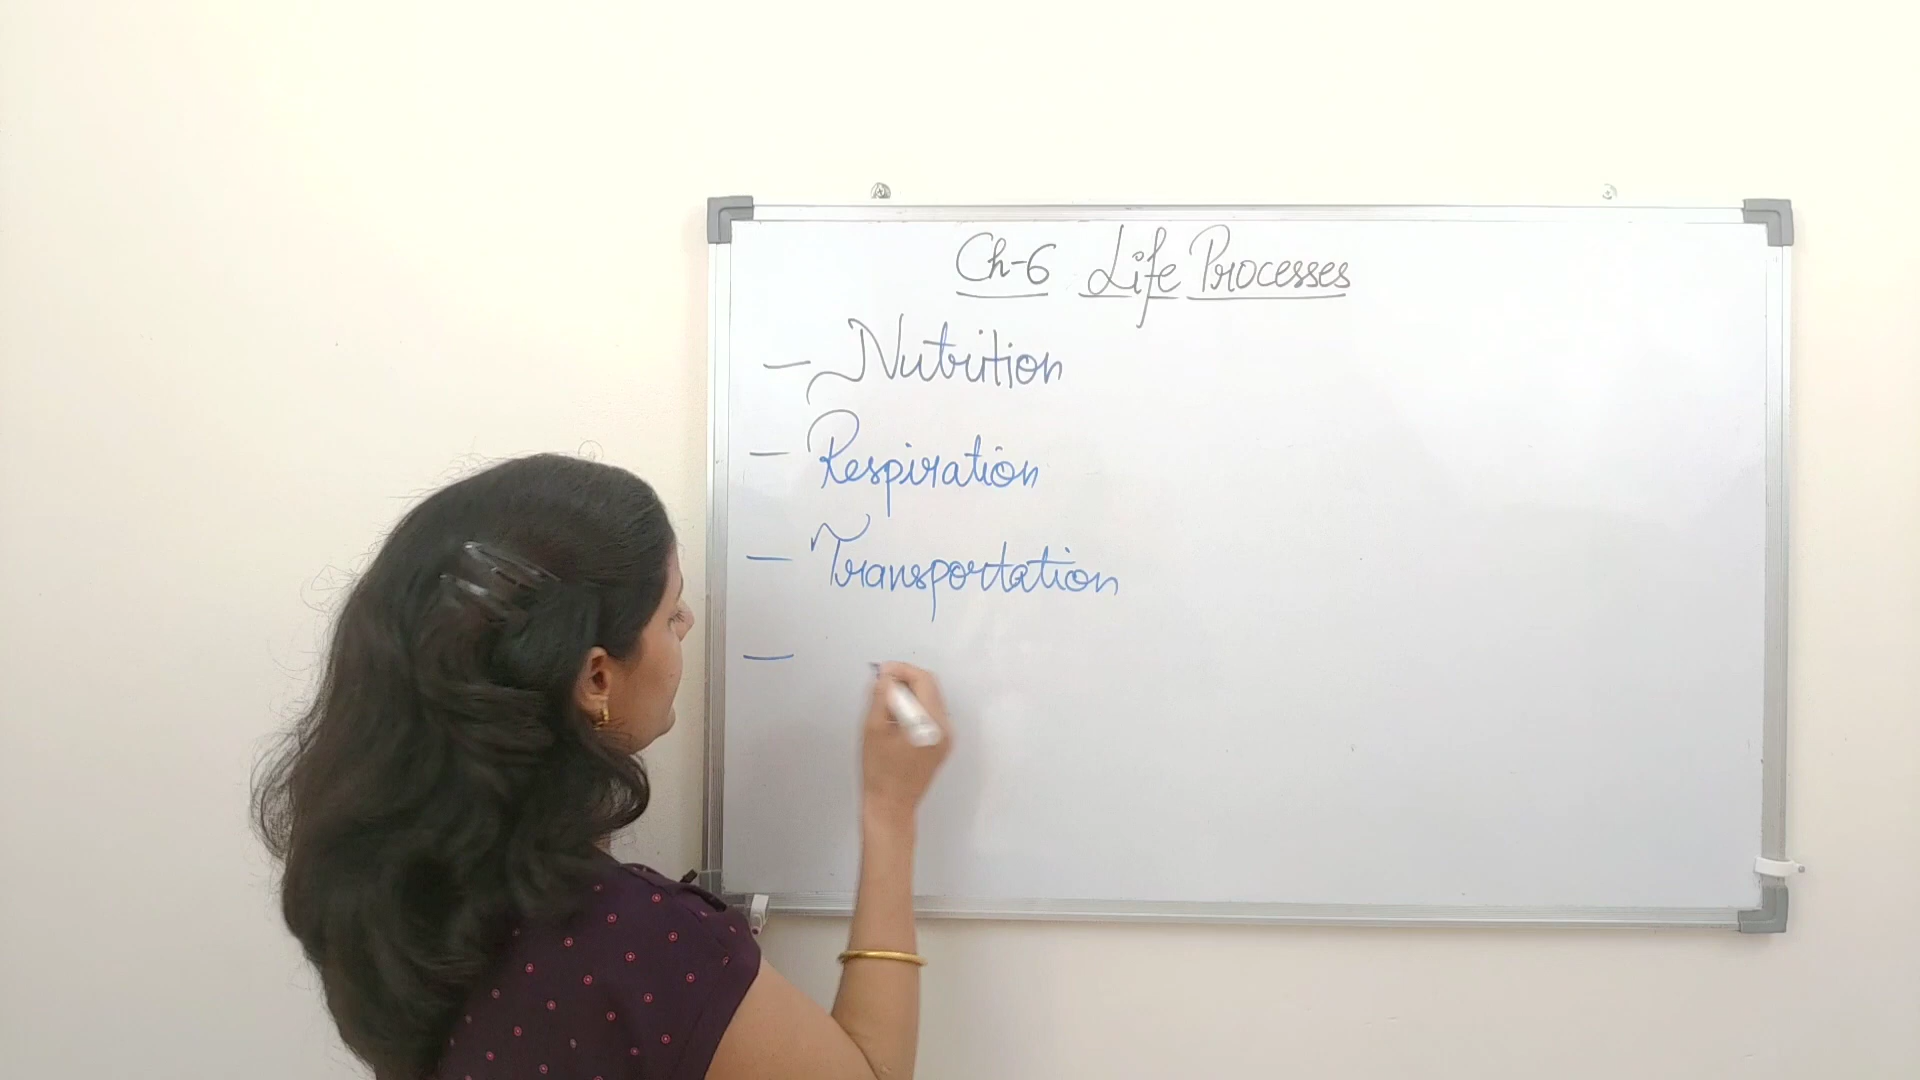 Ch-6 Life Processes
— Nutrition
— Respiration
— Transportation
—